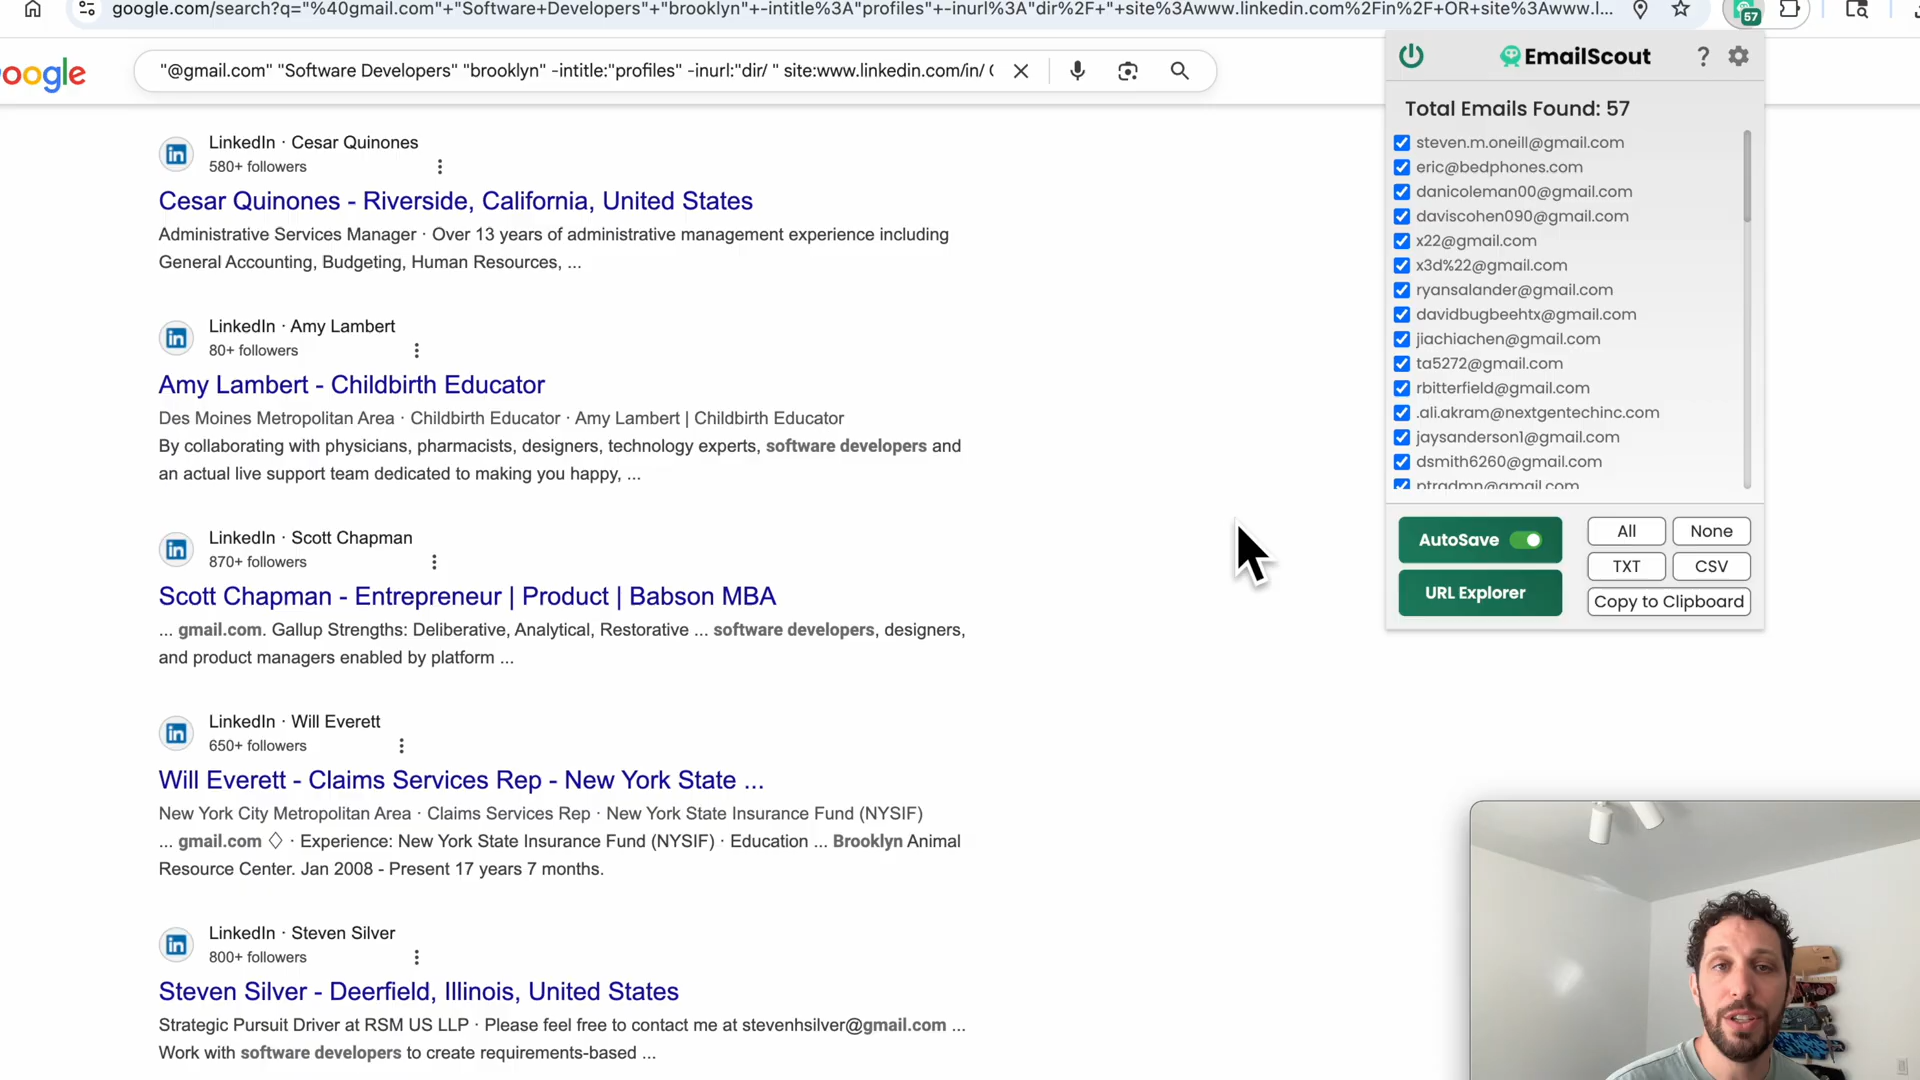 google.com/search?q="%40gmail.com"+"Software+Developers"+"brooklyn"+-intitle%3A"profiles"+-inurl%3A"dir%2F+"+site%3Awww.linkedin.com%2Fin%2F+OR+site%3Awww.l...
57
oogle
"@gmail.com" "Software Developers" "brooklyn" -intitle:"profiles" -inurl:"dir/ " site:www.linkedin.com/in/
LinkedIn · Cesar Quinones
580+ followers
Cesar Quinones - Riverside, California, United States
Administrative Services Manager · Over 13 years of administrative management experience including
General Accounting, Budgeting, Human Resources, ...
LinkedIn · Amy Lambert
80+ followers
Amy Lambert - Childbirth Educator
Des Moines Metropolitan Area · Childbirth Educator · Amy Lambert | Childbirth Educator
By collaborating with physicians, pharmacists, designers, technology experts, software developers and
an actual live support team dedicated to making you happy, ...
LinkedIn · Scott Chapman
870+ followers
Scott Chapman - Entrepreneur | Product | Babson MBA
... gmail.com. Gallup Strengths: Deliberative, Analytical, Restorative ... software developers, designers,
and product managers enabled by platform ...
LinkedIn · Will Everett
650+ followers
Will Everett - Claims Services Rep - New York State ...
New York City Metropolitan Area · Claims Services Rep · New York State Insurance Fund (NYSIF)
... gmail.com ♢ · Experience: New York State Insurance Fund (NYSIF) · Education ... Brooklyn Animal
Resource Center. Jan 2008 - Present 17 years 7 months.
LinkedIn · Steven Silver
800+ followers
Steven Silver - Deerfield, Illinois, United States
Strategic Pursuit Driver at RSM US LLP · Please feel free to contact me at stevenhsilver@gmail.com ...
Work with software developers to create requirements-based ...
EmailScout
?
Total Emails Found: 57
steven.m.oneill@gmail.com
eric@bedphones.com
danicoleman00@gmail.com
daviscohen090@gmail.com
x22@gmail.com
x3d%22@gmail.com
ryansalander@gmail.com
davidbugbeehtx@gmail.com
jiachiachen@gmail.com
ta5272@gmail.com
rbitterfield@gmail.com
.ali.akram@nextgentechinc.com
jaysanderson1@gmail.com
dsmith6260@gmail.com
ptradmn@gmail.com
AutoSave
All
None
TXT
CSV
URL Explorer
Copy to Clipboard